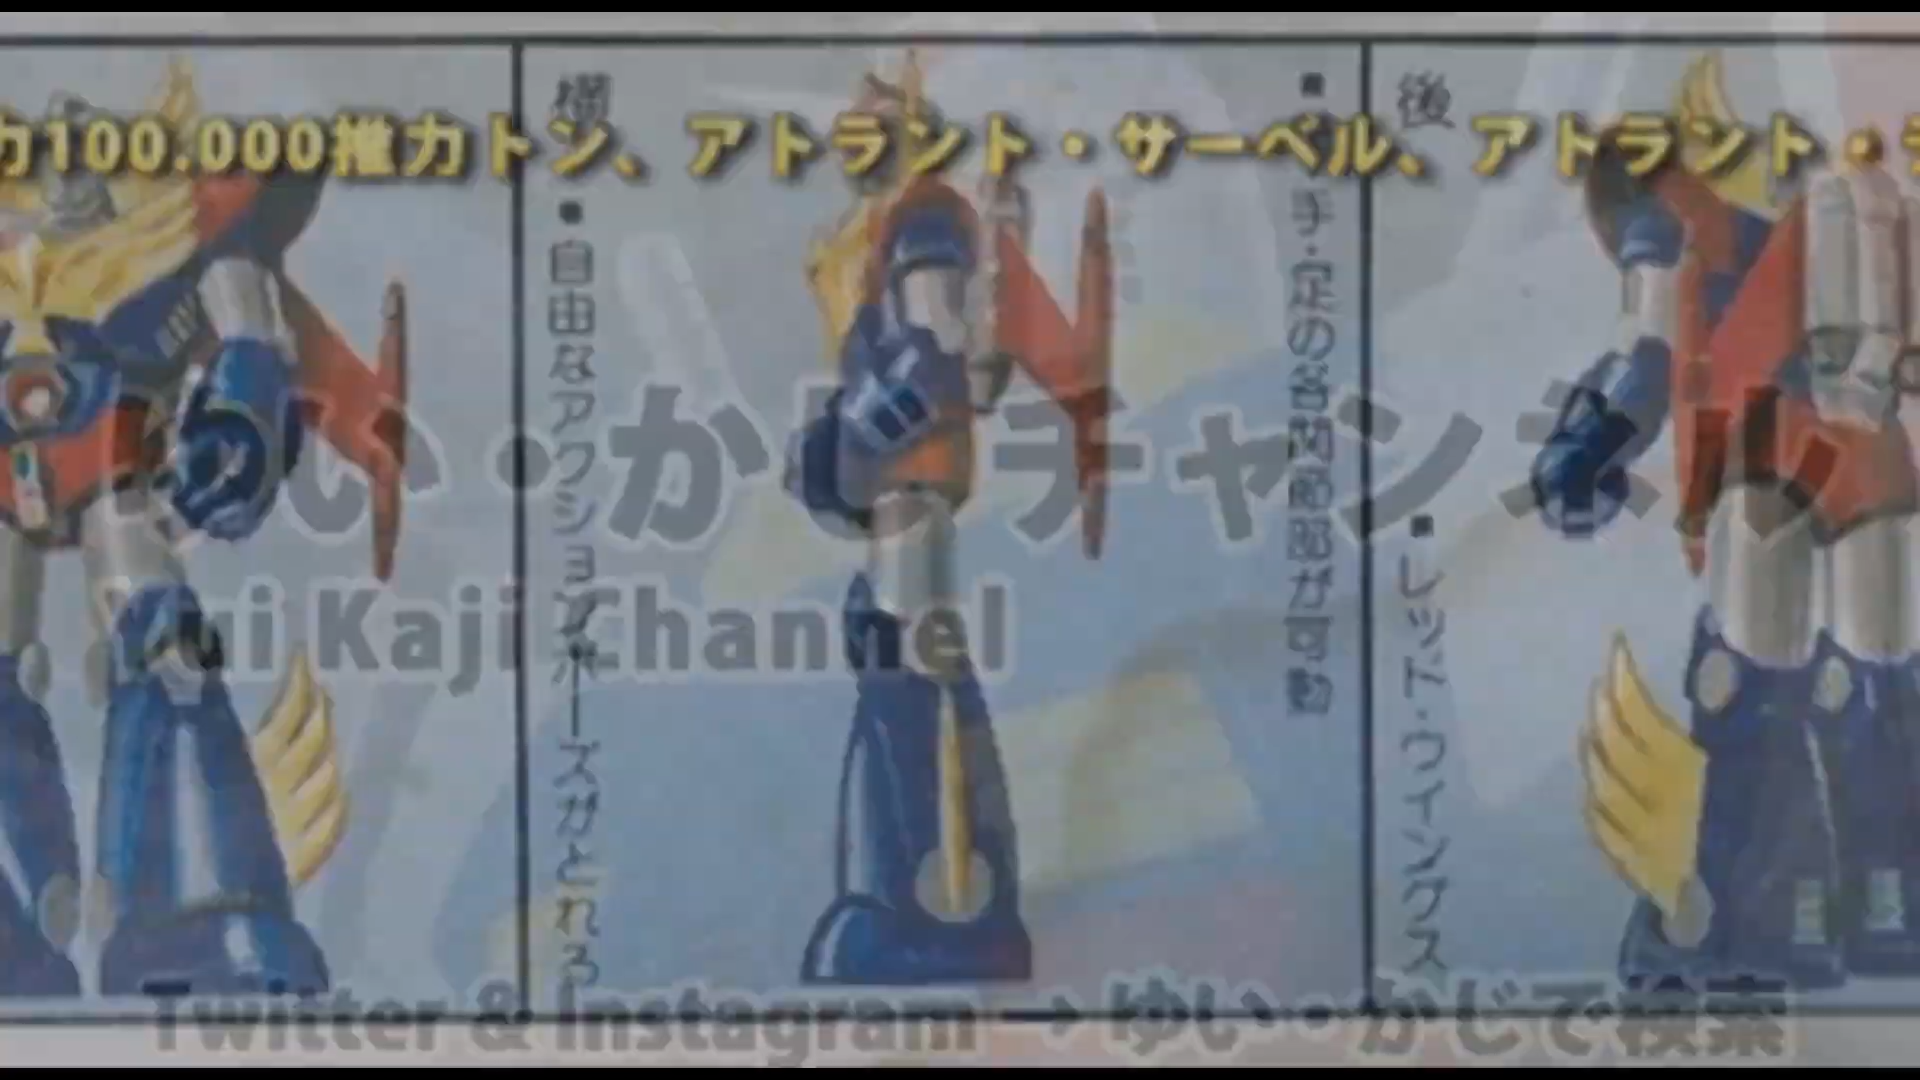 力100.000推力トン、アトラント・サーベル、アトラント・
横
■自由なアクションポーズがとれる
■手・足の各関節部が可動
後
■レッド・ウイングス
ゆい・かじチャンネル
Yui Kaji Channel
Twitter & Instagram → ゆい・かじで検索